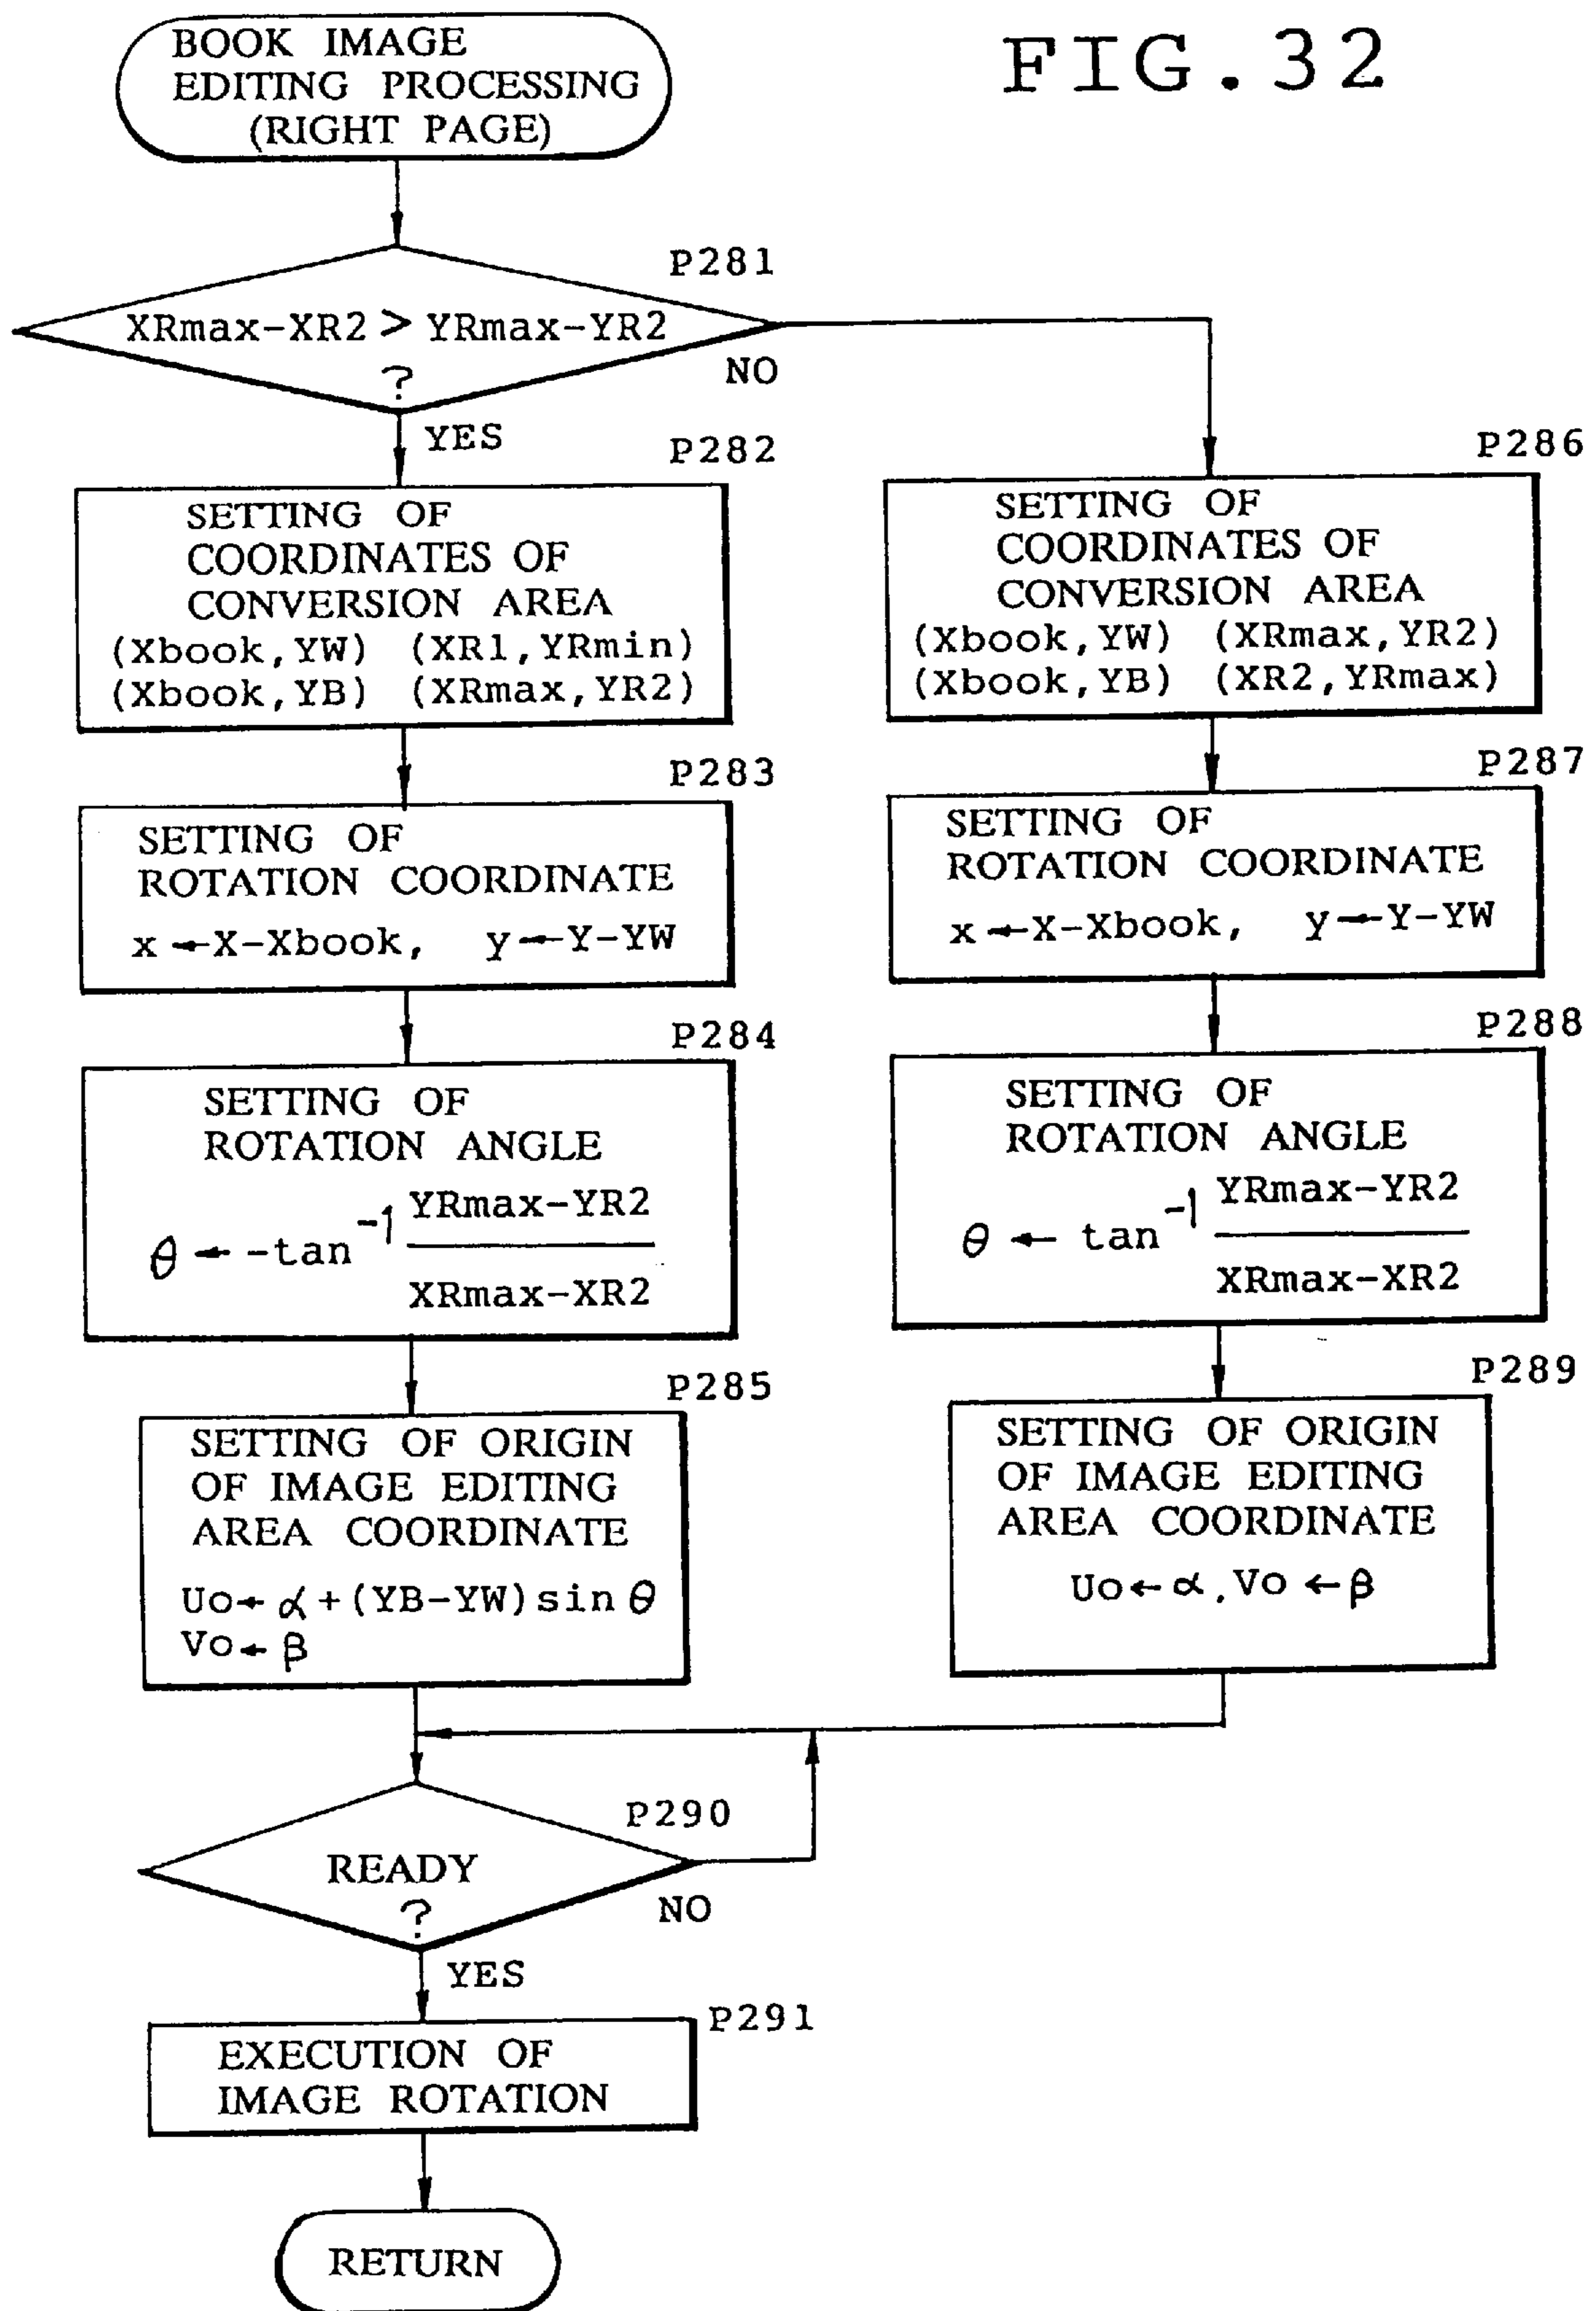 FIG.32
BOOK IMAGE
EDITING PROCESSING
(RIGHT PAGE)
P281
XRmax-XR2 > YRmax-YR2
?
NO
YES
P282
SETTING OF
COORDINATES OF
CONVERSION AREA
(Xbook,YW) (XR1,YRmin)
(Xbook,YB) (XRmax,YR2)
P283
SETTING OF
ROTATION COORDINATE
x←X-Xbook, y←Y-YW
P284
SETTING OF
ROTATION ANGLE
θ ← -tan⁻¹ YRmax-YR2
XRmax-XR2
P285
SETTING OF ORIGIN
OF IMAGE EDITING
AREA COORDINATE
Uo← α+(YB-YW)sin θ
Vo← β
P286
SETTING OF
COORDINATES OF
CONVERSION AREA
(Xbook,YW) (XRmax,YR2)
(Xbook,YB) (XR2,YRmax)
P287
SETTING OF
ROTATION COORDINATE
x←X-Xbook, y←Y-YW
P288
SETTING OF
ROTATION ANGLE
θ ← tan⁻¹ YRmax-YR2
XRmax-XR2
P289
SETTING OF ORIGIN
OF IMAGE EDITING
AREA COORDINATE
Uo←α,Vo←β
P290
READY
?
NO
YES
P291
EXECUTION OF
IMAGE ROTATION
RETURN